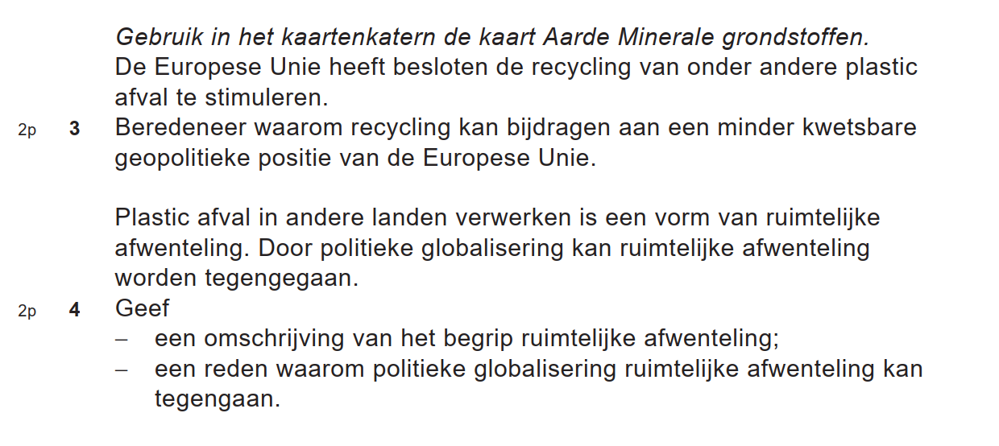 Gebruik in het kaartenkatern de kaart Aarde Minerale grondstoffen.
De Europese Unie heeft besloten de recycling van onder andere plastic
afval te stimuleren.
2p 3 Beredeneer waarom recycling kan bijdragen aan een minder kwetsbare
geopolitieke positie van de Europese Unie.
Plastic afval in andere landen verwerken is een vorm van ruimtelijke
afwenteling. Door politieke globalisering kan ruimtelijke afwenteling
worden tegengegaan.
2p 4 Geef
– een omschrijving van het begrip ruimtelijke afwenteling;
– een reden waarom politieke globalisering ruimtelijke afwenteling kan
tegengaan.